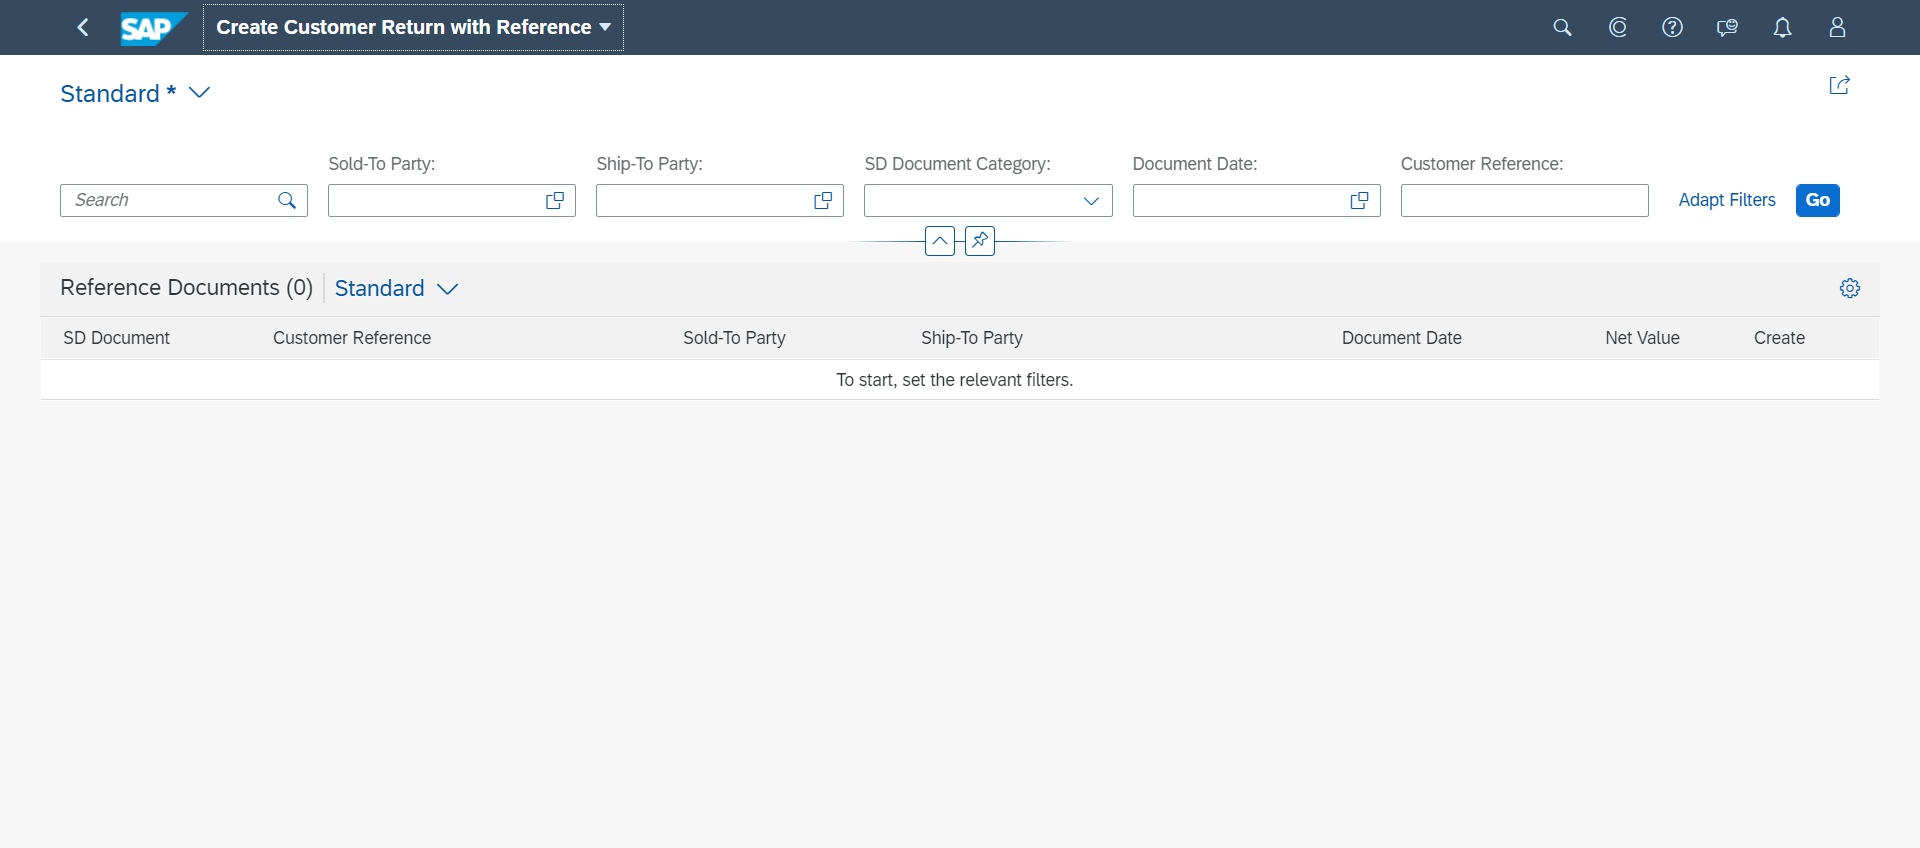 SAP Create Customer Return with Reference
Standard *
Sold-To Party: Ship-To Party: SD Document Category: Document Date: Customer Reference:
Search Adapt Filters Go
Reference Documents (0) Standard
SD Document Customer Reference Sold-To Party Ship-To Party Document Date Net Value Create
To start, set the relevant filters.